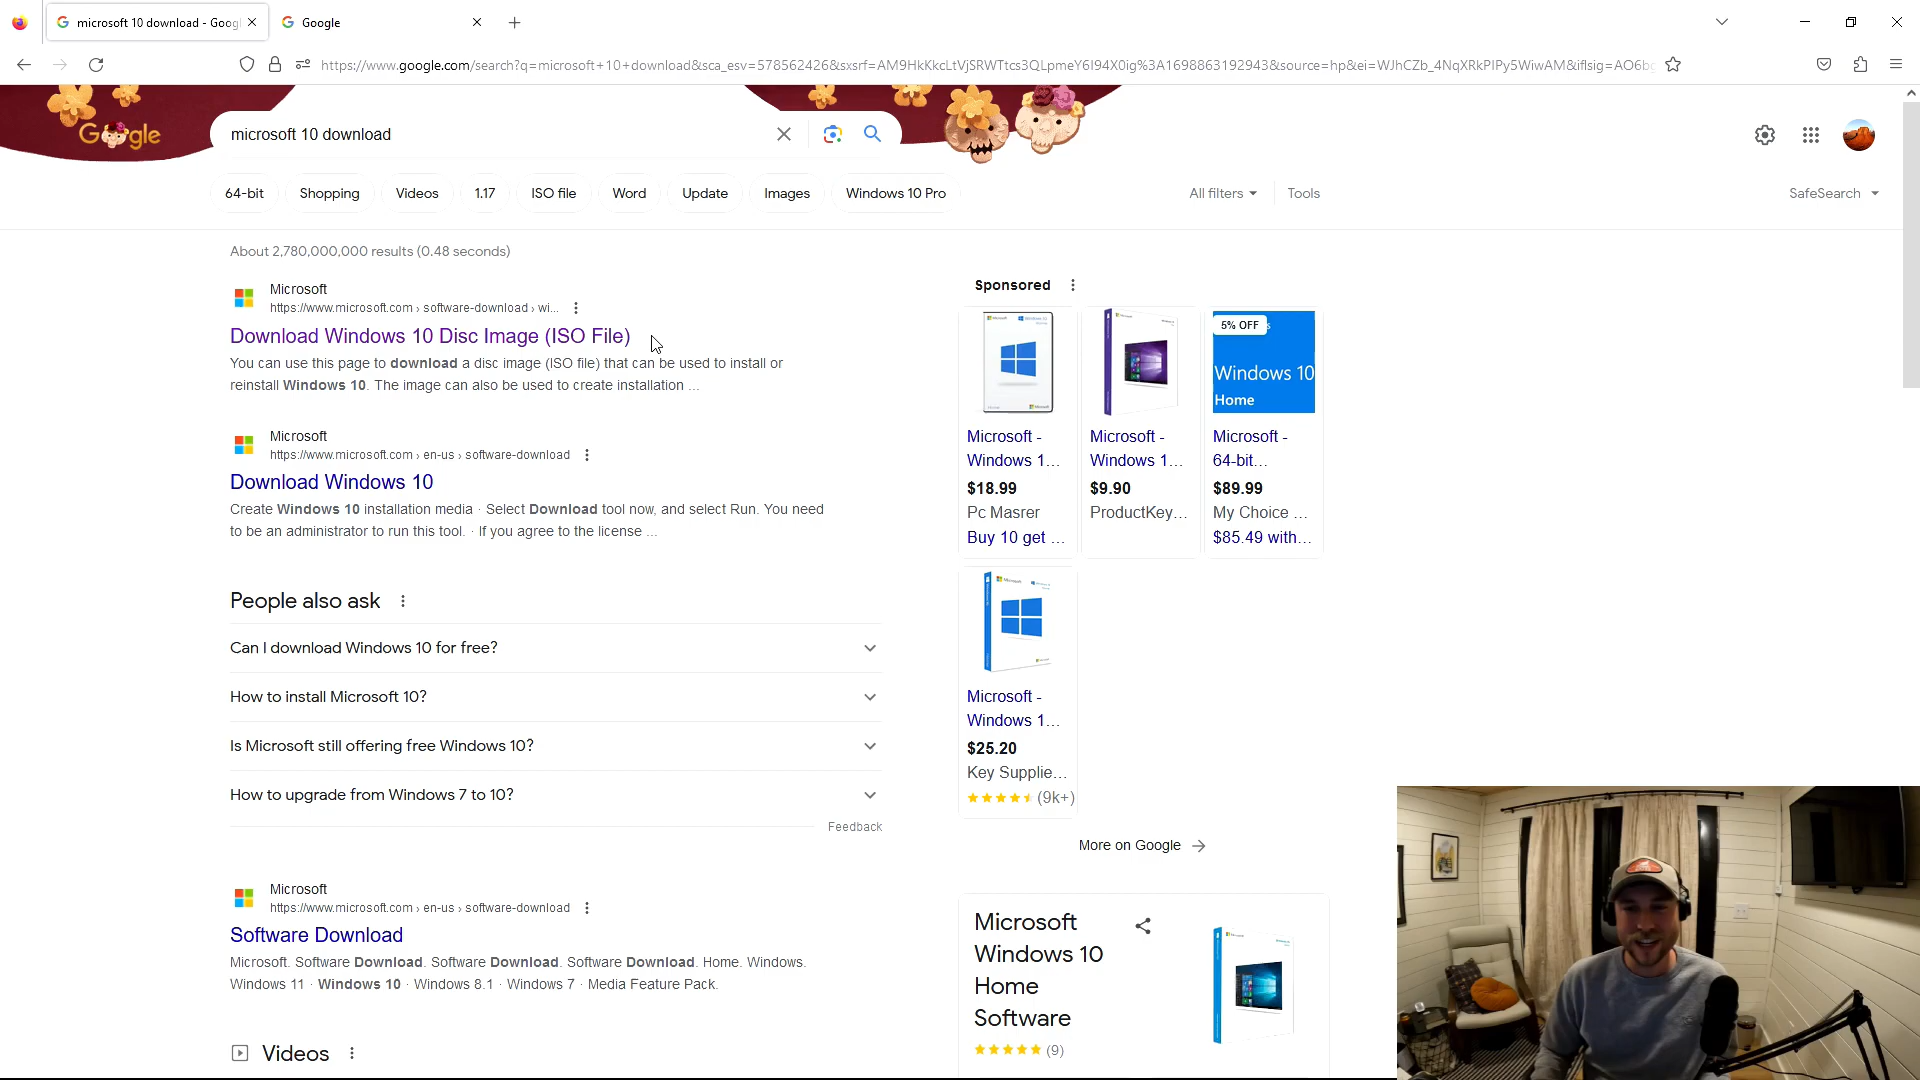 microsoft 10 download - Goog
Google
https://www.google.com/search?q=microsoft+10+download&sca_esv=578562426&sxsrf=AM9HkKkcLtVjSRWTtcs3QLpmeY6I94X0ig%3A1698863192943&source=hp&ei=WJhCZb_4NqXRkPIPy5WiwAM&iflsig=AO6bg
Google
microsoft 10 download
64-bit
Shopping
Videos
1.17
ISO file
Word
Update
Images
Windows 10 Pro
All filters
Tools
SafeSearch
About 2,780,000,000 results (0.48 seconds)
Microsoft
https://www.microsoft.com › software-download › wi...
Download Windows 10 Disc Image (ISO File)
You can use this page to download a disc image (ISO file) that can be used to install or
reinstall Windows 10. The image can also be used to create installation ...
Microsoft
https://www.microsoft.com › en-us › software-download
Download Windows 10
Create Windows 10 installation media · Select Download tool now, and select Run. You need
to be an administrator to run this tool. · If you agree to the license ...
People also ask
Can I download Windows 10 for free?
How to install Microsoft 10?
Is Microsoft still offering free Windows 10?
How to upgrade from Windows 7 to 10?
Feedback
Microsoft
https://www.microsoft.com › en-us › software-download
Software Download
Microsoft. Software Download. Software Download. Software Download. Home. Windows.
Windows 11 · Windows 10 · Windows 8.1 · Windows 7 · Media Feature Pack.
Videos
Sponsored
Microsoft -
Windows 1...
$18.99
Pc Masrer
Buy 10 get ...
Microsoft -
Windows 1...
$9.90
ProductKey...
5% OFF
Windows 10
Home
Microsoft -
64-bit...
$89.99
My Choice ...
$85.49 with...
Microsoft -
Windows 1...
$25.20
Key Supplie...
(9k+)
More on Google
Microsoft
Windows 10
Home
Software
(9)